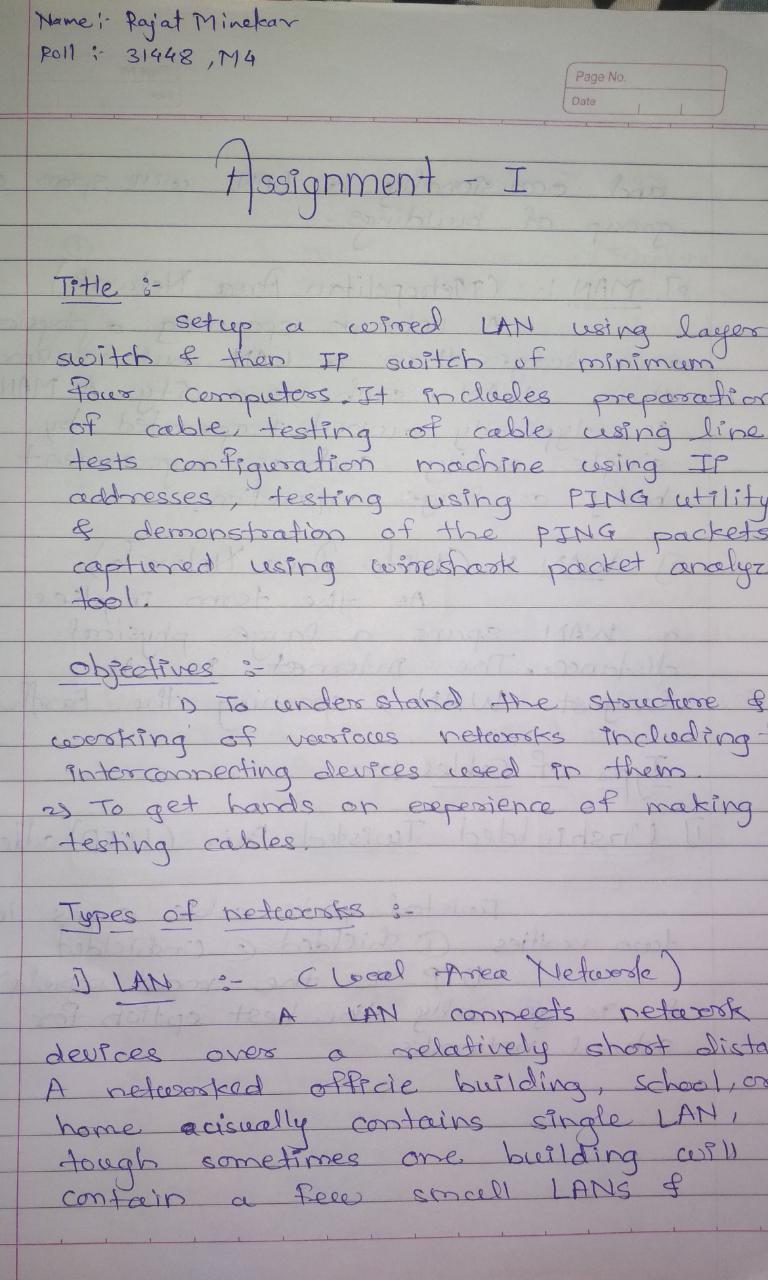 Name :- Rajat Minekar
Roll :- 31448 , M4
Page No.
Date
Assignment - I
Title :-
setup a wired LAN using layer
switch & then IP switch of minimum
four computers. It includes preparation
of cable, testing of cable using line
tests configuration machine using IP
addresses, testing using PING utility
& demonstration of the PING packets
captured using wireshark packet analyz
tool.
Objectives :-
1) To understand the structure &
working of various networks including
interconnecting devices used in them.
2) To get hands on experience of making
testing cables.
Types of networks :-
1) LAN :- (Local Area Network)
A LAN connects network
devices over a relatively short dista
A networked officie building, school, or
home acisually contains single LAN,
tough sometimes one building will
contain a few small LANS &